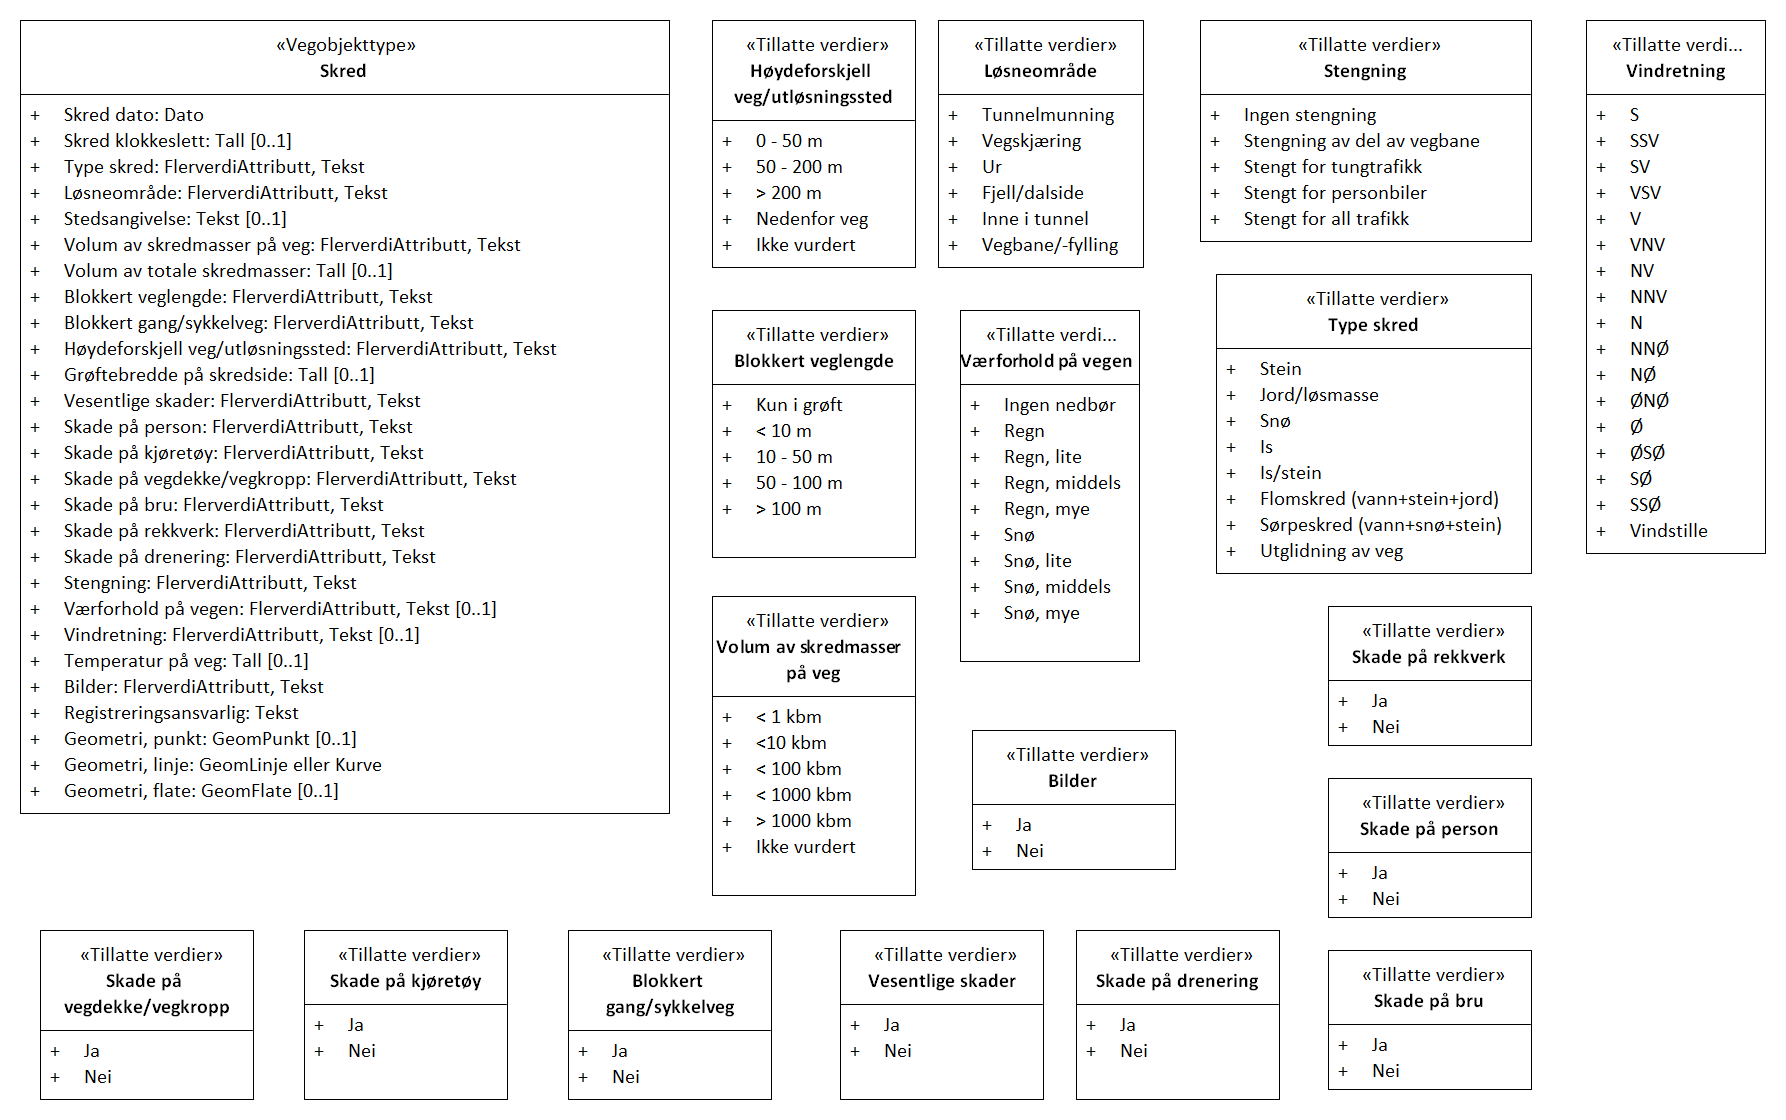 «Vegobjekttype»
Skred
+ Skred dato: Dato
+ Skred klokkeslett: Tall [0..1]
+ Type skred: FlerverdiAttributt, Tekst
+ Løsneområde: FlerverdiAttributt, Tekst
+ Stedsangivelse: Tekst [0..1]
+ Volum av skredmasser på veg: FlerverdiAttributt, Tekst
+ Volum av totale skredmasser: Tall [0..1]
+ Blokkert veglengde: FlerverdiAttributt, Tekst
+ Blokkert gang/sykkelveg: FlerverdiAttributt, Tekst
+ Høydeforskjell veg/utløsningssted: FlerverdiAttributt, Tekst
+ Grøftebredde på skredside: Tall [0..1]
+ Vesentlige skader: FlerverdiAttributt, Tekst
+ Skade på person: FlerverdiAttributt, Tekst
+ Skade på kjøretøy: FlerverdiAttributt, Tekst
+ Skade på vegdekke/vegkropp: FlerverdiAttributt, Tekst
+ Skade på bru: FlerverdiAttributt, Tekst
+ Skade på rekkverk: FlerverdiAttributt, Tekst
+ Skade på drenering: FlerverdiAttributt, Tekst
+ Stengning: FlerverdiAttributt, Tekst
+ Værforhold på vegen: FlerverdiAttributt, Tekst [0..1]
+ Vindretning: FlerverdiAttributt, Tekst [0..1]
+ Temperatur på veg: Tall [0..1]
+ Bilder: FlerverdiAttributt, Tekst
+ Registreringsansvarlig: Tekst
+ Geometri, punkt: GeomPunkt [0..1]
+ Geometri, linje: GeomLinje eller Kurve
+ Geometri, flate: GeomFlate [0..1]
«Tillatte verdier»
Høydeforskjell
veg/utløsningssted
+ 0 - 50 m
+ 50 - 200 m
+ > 200 m
+ Nedenfor veg
+ Ikke vurdert
«Tillatte verdier»
Løsneområde
+ Tunnelmunning
+ Vegskjæring
+ Ur
+ Fjell/dalside
+ Inne i tunnel
+ Vegbane/-fylling
«Tillatte verdier»
Stengning
+ Ingen stengning
+ Stengning av del av vegbane
+ Stengt for tungtrafikk
+ Stengt for personbiler
+ Stengt for all trafikk
«Tillatte verdi...
Vindretning
+ S
+ SSV
+ SV
+ VSV
+ V
+ VNV
+ NV
+ NNV
+ N
+ NNØ
+ NØ
+ ØNØ
+ Ø
+ ØSØ
+ SØ
+ SSØ
+ Vindstille
«Tillatte verdier»
Blokkert veglengde
+ Kun i grøft
+ < 10 m
+ 10 - 50 m
+ 50 - 100 m
+ > 100 m
«Tillatte verdi...
Værforhold på vegen
+ Ingen nedbør
+ Regn
+ Regn, lite
+ Regn, middels
+ Regn, mye
+ Snø
+ Snø, lite
+ Snø, middels
+ Snø, mye
«Tillatte verdier»
Type skred
+ Stein
+ Jord/løsmasse
+ Snø
+ Is
+ Is/stein
+ Flomskred (vann+stein+jord)
+ Sørpeskred (vann+snø+stein)
+ Utglidning av veg
«Tillatte verdier»
Volum av skredmasser
på veg
+ < 1 kbm
+ <10 kbm
+ < 100 kbm
+ < 1000 kbm
+ > 1000 kbm
+ Ikke vurdert
«Tillatte verdier»
Bilder
+ Ja
+ Nei
«Tillatte verdier»
Skade på rekkverk
+ Ja
+ Nei
«Tillatte verdier»
Skade på person
+ Ja
+ Nei
«Tillatte verdier»
Skade på
vegdekke/vegkropp
+ Ja
+ Nei
«Tillatte verdier»
Skade på kjøretøy
+ Ja
+ Nei
«Tillatte verdier»
Blokkert
gang/sykkelveg
+ Ja
+ Nei
«Tillatte verdier»
Vesentlige skader
+ Ja
+ Nei
«Tillatte verdier»
Skade på drenering
+ Ja
+ Nei
«Tillatte verdier»
Skade på bru
+ Ja
+ Nei